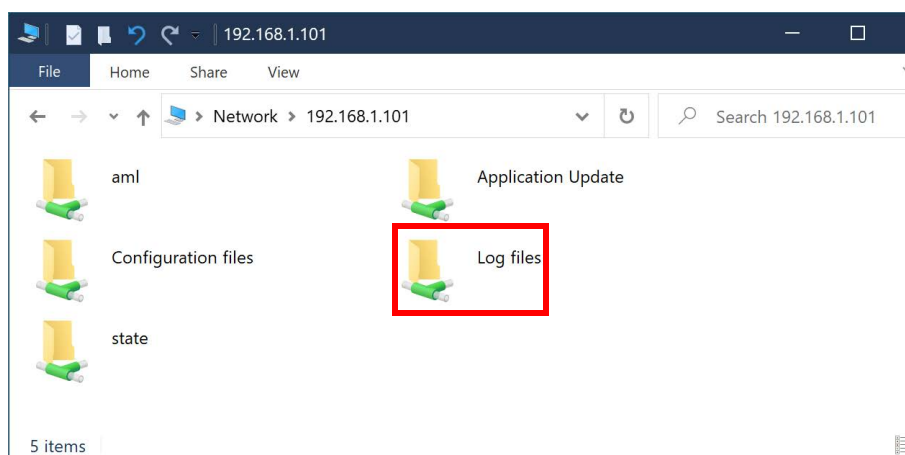 192.168.1.101
File Home Share View
Network 192.168.1.101 Search 192.168.1.101
aml Application Update
Configuration files Log files
state
5 items